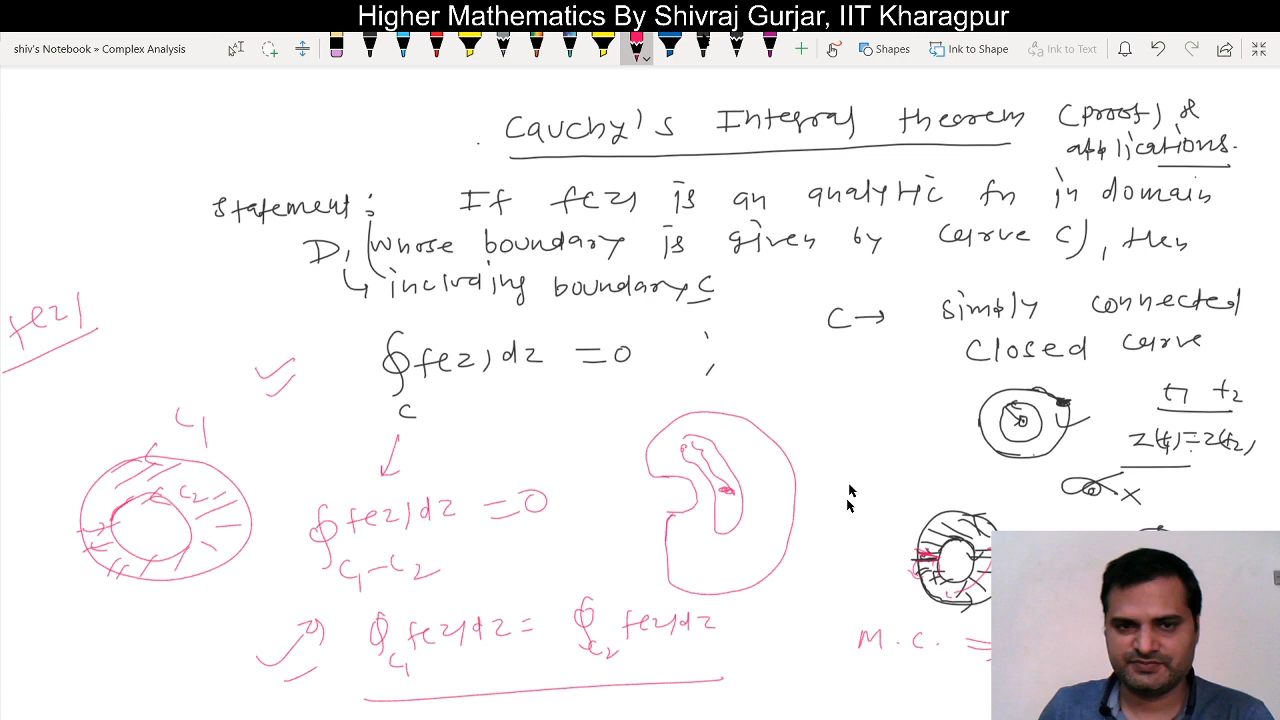 Higher Mathematics By Shivraj Gurjar, IIT Kharagpur
shiv's Notebook » Complex Analysis
Shapes
Ink to Shape
Ink to Text
Cauchy's Integral theorem (proof) &
applications.
Statement : If f(z) is an analytic fn in domain
D, (whose boundary is given by curve C), then
↳ including boundary C
f(z)
C → simply connected
closed curve
∮_C f(z) dz = 0 ;
t1 t2
z(t1) = z(t2)
x
C1
C2
∮_{C1-C2} f(z) dz = 0
∮_{C1} f(z) dz = ∮_{C2} f(z) dz
M.C. =